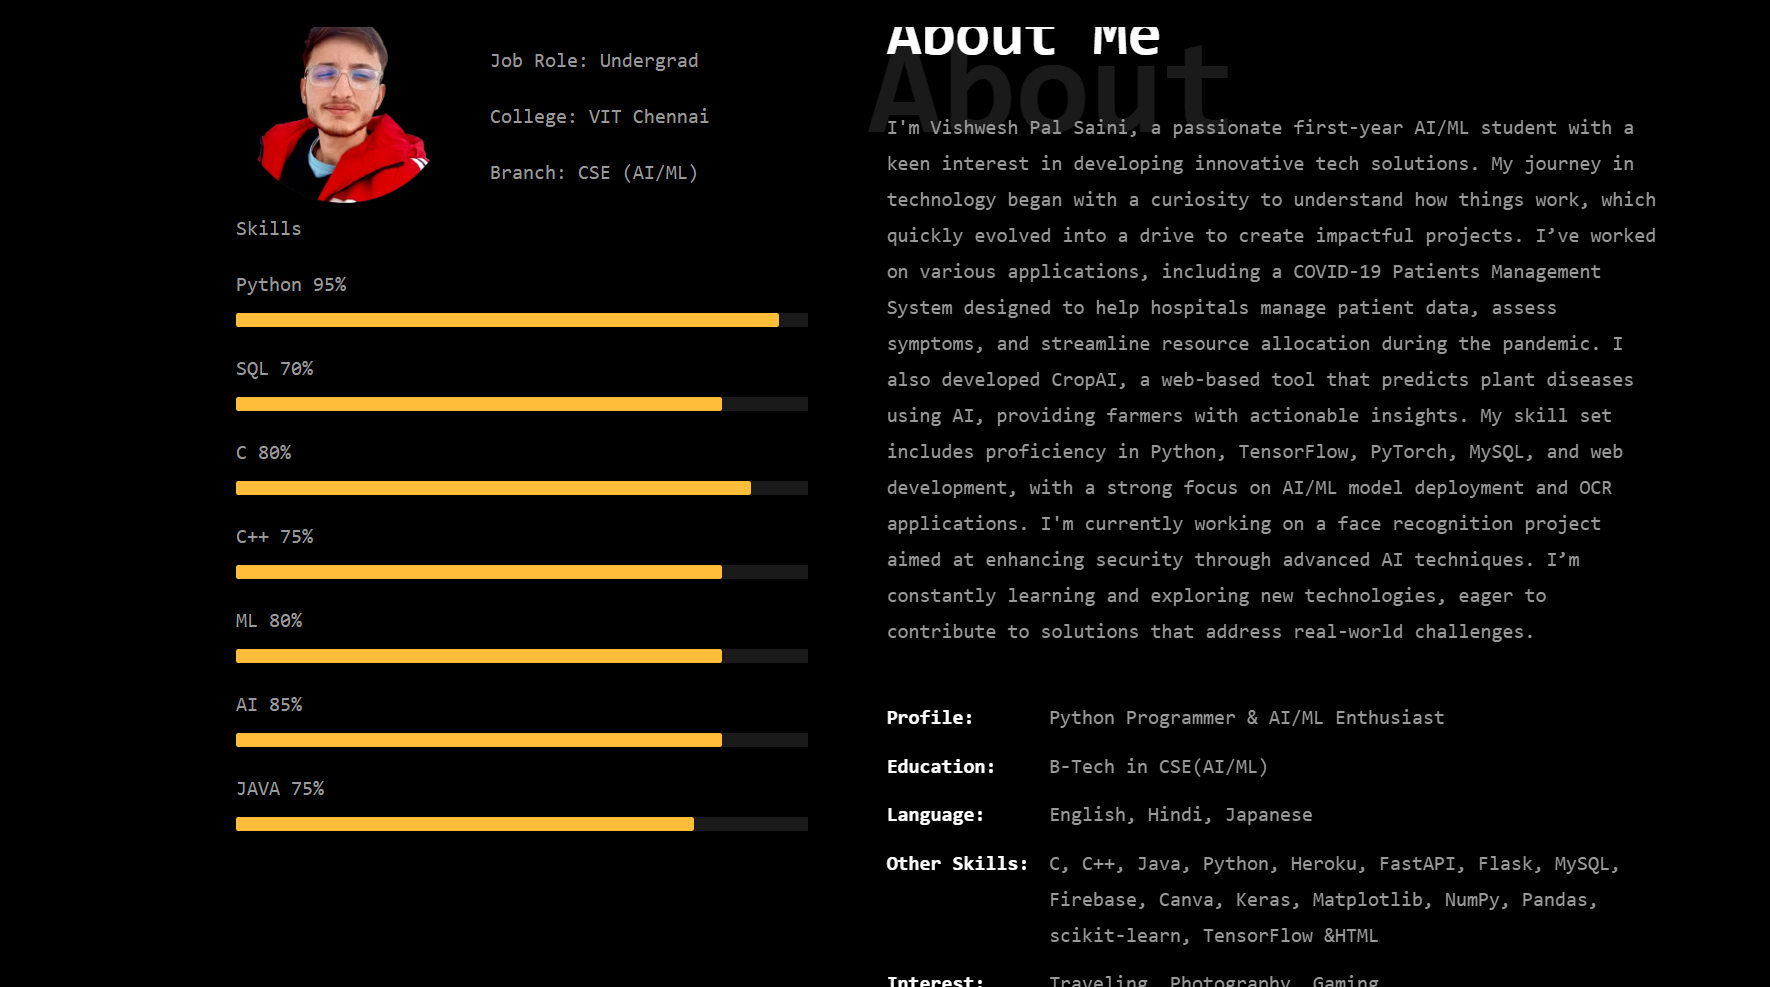 Job Role: Undergrad
College: VIT Chennai
Branch: CSE (AI/ML)
Skills
Python 95%
SQL 70%
C 80%
C++ 75%
ML 80%
AI 85%
JAVA 75%
About Me
About
I'm Vishwesh Pal Saini, a passionate first-year AI/ML student with a
keen interest in developing innovative tech solutions. My journey in
technology began with a curiosity to understand how things work, which
quickly evolved into a drive to create impactful projects. I’ve worked
on various applications, including a COVID-19 Patients Management
System designed to help hospitals manage patient data, assess
symptoms, and streamline resource allocation during the pandemic. I
also developed CropAI, a web-based tool that predicts plant diseases
using AI, providing farmers with actionable insights. My skill set
includes proficiency in Python, TensorFlow, PyTorch, MySQL, and web
development, with a strong focus on AI/ML model deployment and OCR
applications. I'm currently working on a face recognition project
aimed at enhancing security through advanced AI techniques. I’m
constantly learning and exploring new technologies, eager to
contribute to solutions that address real-world challenges.
Profile: Python Programmer & AI/ML Enthusiast
Education: B-Tech in CSE(AI/ML)
Language: English, Hindi, Japanese
Other Skills: C, C++, Java, Python, Heroku, FastAPI, Flask, MySQL,
Firebase, Canva, Keras, Matplotlib, NumPy, Pandas,
scikit-learn, TensorFlow &HTML
Interest: Traveling, Photography, Gaming